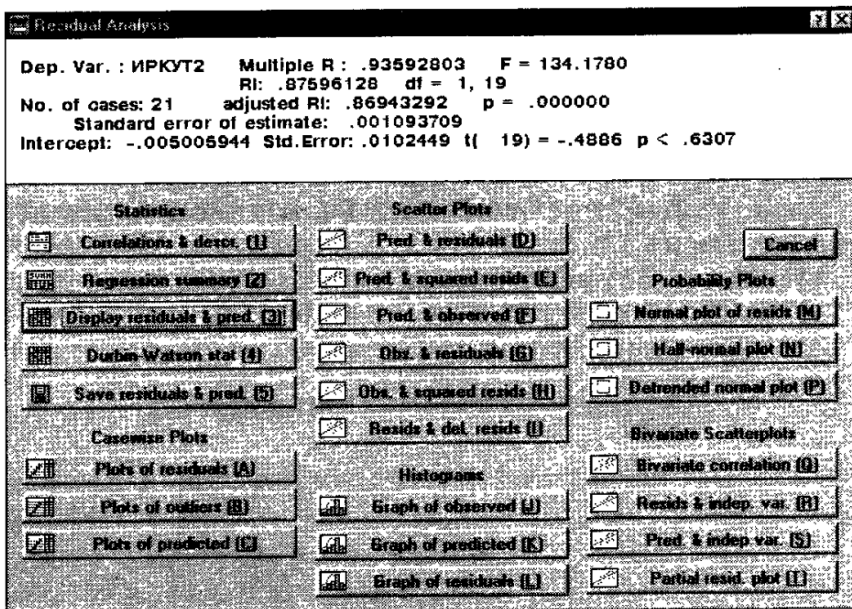 Residual Analysis
Dep. Var. : ИРКУТ2 Multiple R : .93592803 F = 134.1780
RI: .87596128 df = 1, 19
No. of cases: 21 adjusted RI: .86943292 p = .000000
Standard error of estimate: .001093709
Intercept: -.005005944 Std.Error: .0102449 t( 19) = -.4886 p < .6307
Statistics
Correlations & descr. (1)
Regression summary (2)
Display residuals & pred. (3)
Durbin-Watson stat (4)
Save residuals & pred. (5)
Casewise Plots
Plots of residuals (A)
Plots of outliers (B)
Plots of predicted (C)
Scatter Plots
Pred. & residuals (D)
Pred. & squared resids (E)
Pred. & observed (F)
Obs. & residuals (G)
Obs. & squared resids (H)
Resids & del. resids (I)
Histograms
Graph of observed (J)
Graph of predicted (K)
Graph of residuals (L)
Cancel
Probability Plots
Normal plot of resids (M)
Half-normal plot (N)
Detrended normal plot (P)
Bivariate Scatterplots
Bivariate correlation (Q)
Resids & indep. var. (R)
Pred. & indep var. (S)
Partial resid. plot (T)